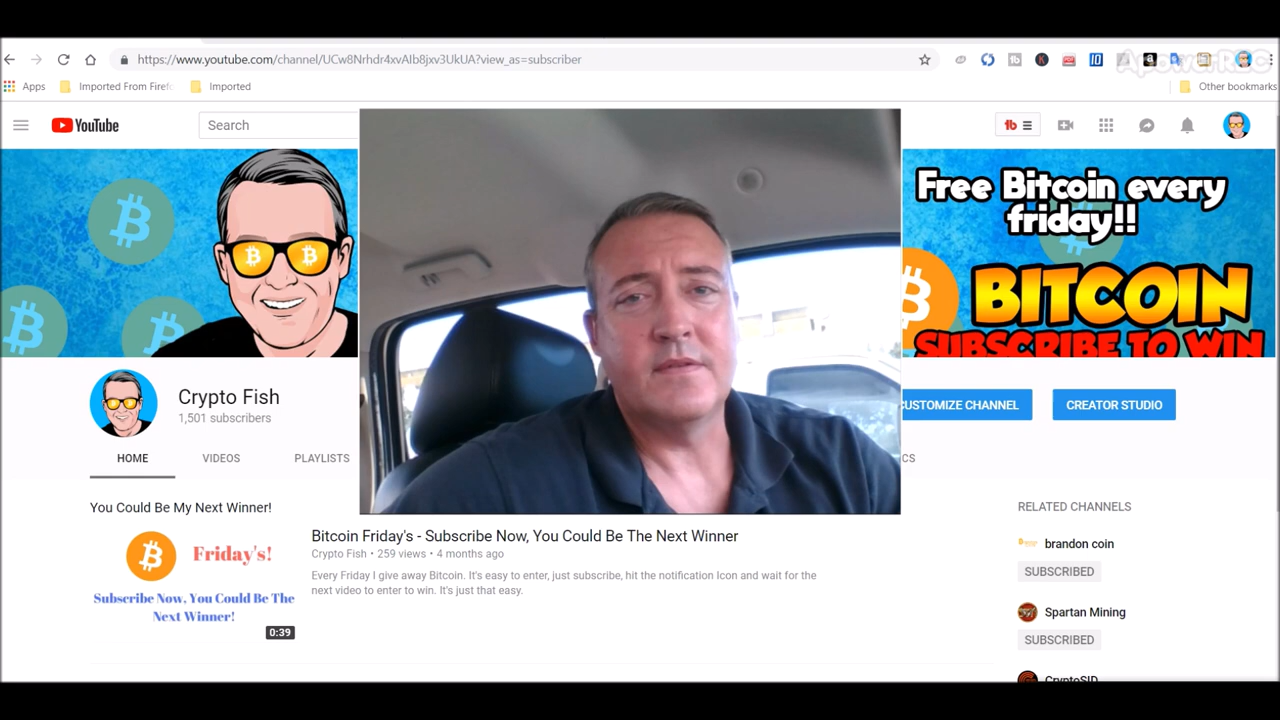 ApowerREC
https://www.youtube.com/channel/UCw8Nrhdr4xvAIb8jxv3UkUA?view_as=subscriber
Apps
Imported From Firef
Imported
Other bookmarks
YouTube
Search
Free Bitcoin every
friday!!
BITCOIN
SUBSCRIBE TO WIN
Crypto Fish
1,501 subscribers
CUSTOMIZE CHANNEL
CREATOR STUDIO
HOME
VIDEOS
PLAYLISTS
CS
You Could Be My Next Winner!
Friday's!
Subscribe Now, You Could Be The
Next Winner!
0:39
Bitcoin Friday's - Subscribe Now, You Could Be The Next Winner
Crypto Fish • 259 views • 4 months ago
Every Friday I give away Bitcoin. It's easy to enter, just subscribe, hit the notification Icon and wait for the
next video to enter to win. It's just that easy.
RELATED CHANNELS
brandon coin
SUBSCRIBED
Spartan Mining
SUBSCRIBED
CryptoSID